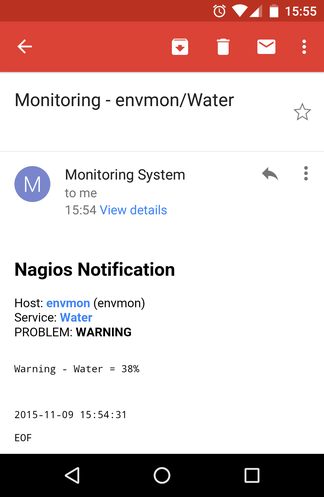 15:55
Monitoring - envmon/Water
M
Monitoring System
to me
15:54 View details
Nagios Notification
Host: envmon (envmon)
Service: Water
PROBLEM: WARNING
Warning - Water = 38%
2015-11-09 15:54:31
EOF